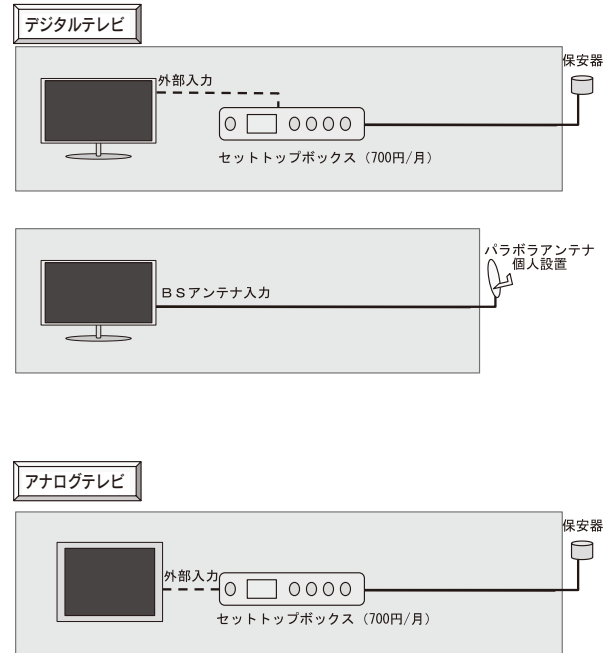 デジタルテレビ
保安器
外部入力
セットトップボックス（700円/月）
パラボラアンテナ
個人設置
ＢＳアンテナ入力
アナログテレビ
保安器
外部入力
セットトップボックス（700円/月）